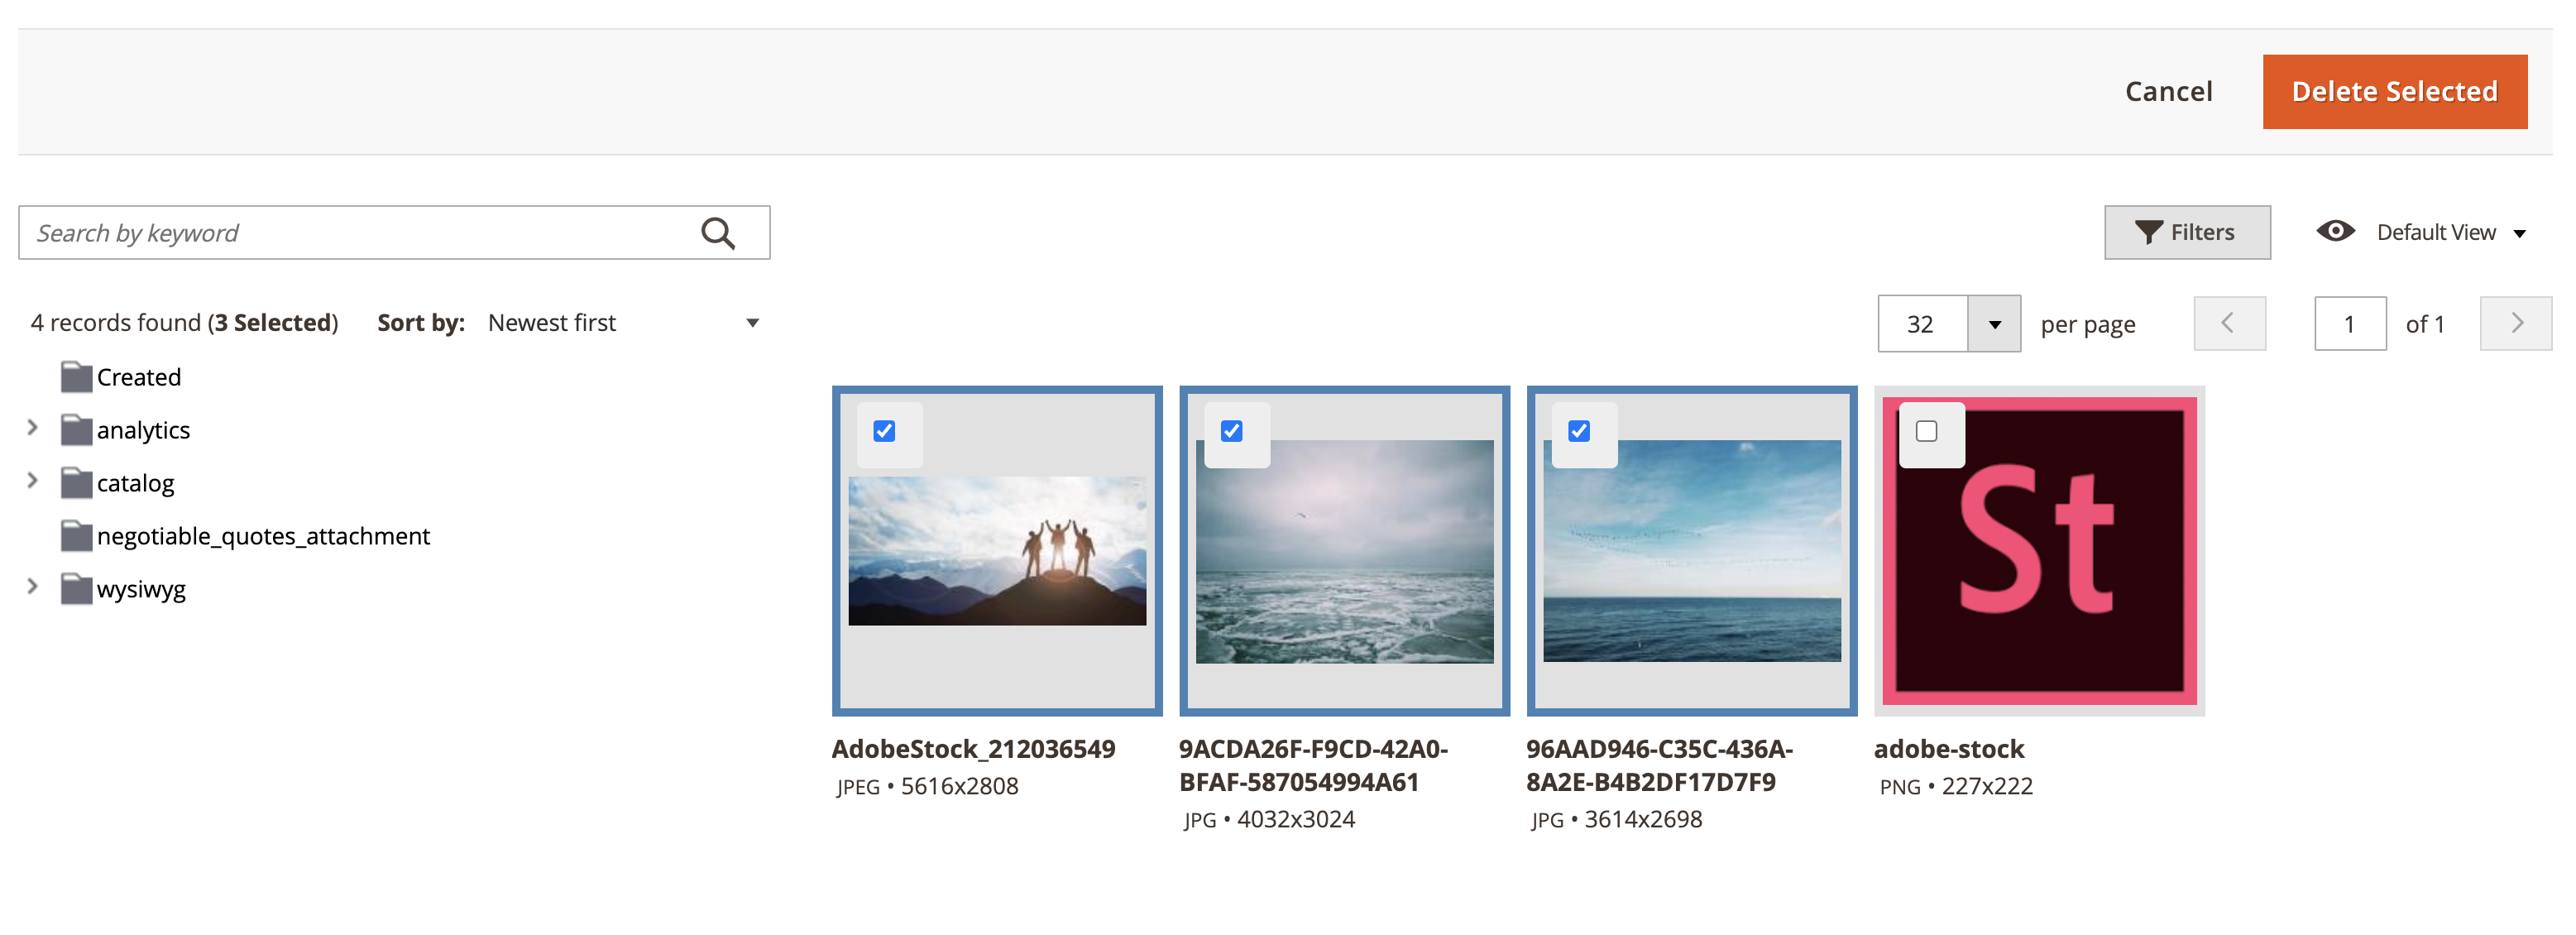 Cancel
Delete Selected
Search by keyword
Filters
Default View
4 records found (3 Selected)
Sort by:
Newest first
32
per page
1
of 1
Created
analytics
catalog
negotiable_quotes_attachment
wysiwyg
St
AdobeStock_212036549
JPEG • 5616x2808
9ACDA26F-F9CD-42A0-
BFAF-587054994A61
JPG • 4032x3024
96AAD946-C35C-436A-
8A2E-B4B2DF17D7F9
JPG • 3614x2698
adobe-stock
PNG • 227x222